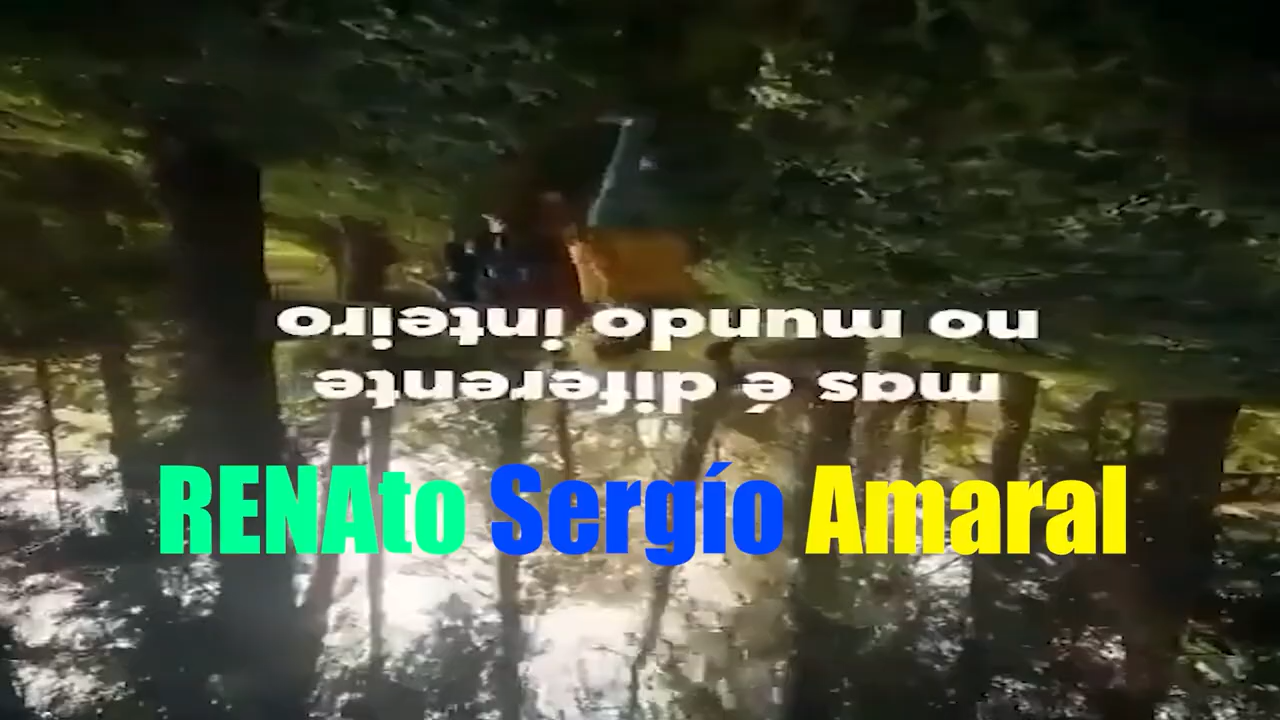 mas é diferente
no mundo inteiro
RENAto Sergío Amaral